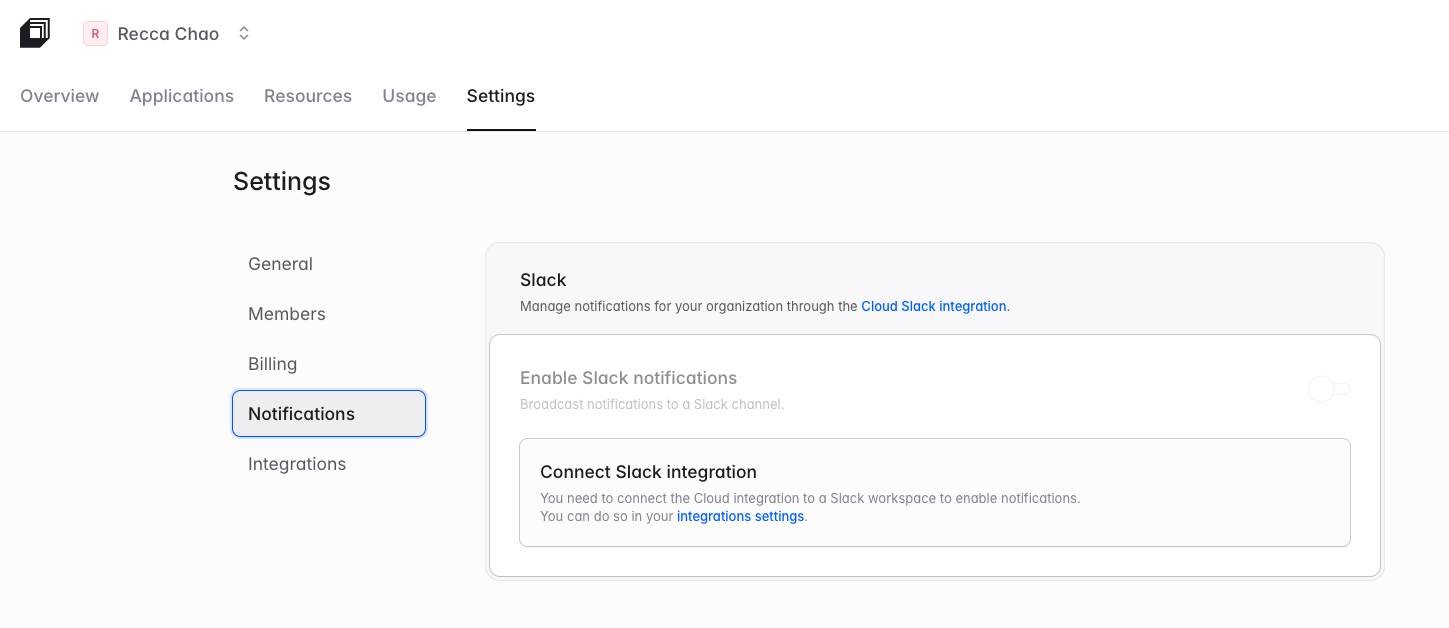 R Recca Chao
Overview Applications Resources Usage Settings
Settings
General
Members
Billing
Notifications
Integrations
Slack
Manage notifications for your organization through the Cloud Slack integration.
Enable Slack notifications
Broadcast notifications to a Slack channel.
Connect Slack integration
You need to connect the Cloud integration to a Slack workspace to enable notifications.
You can do so in your integrations settings.